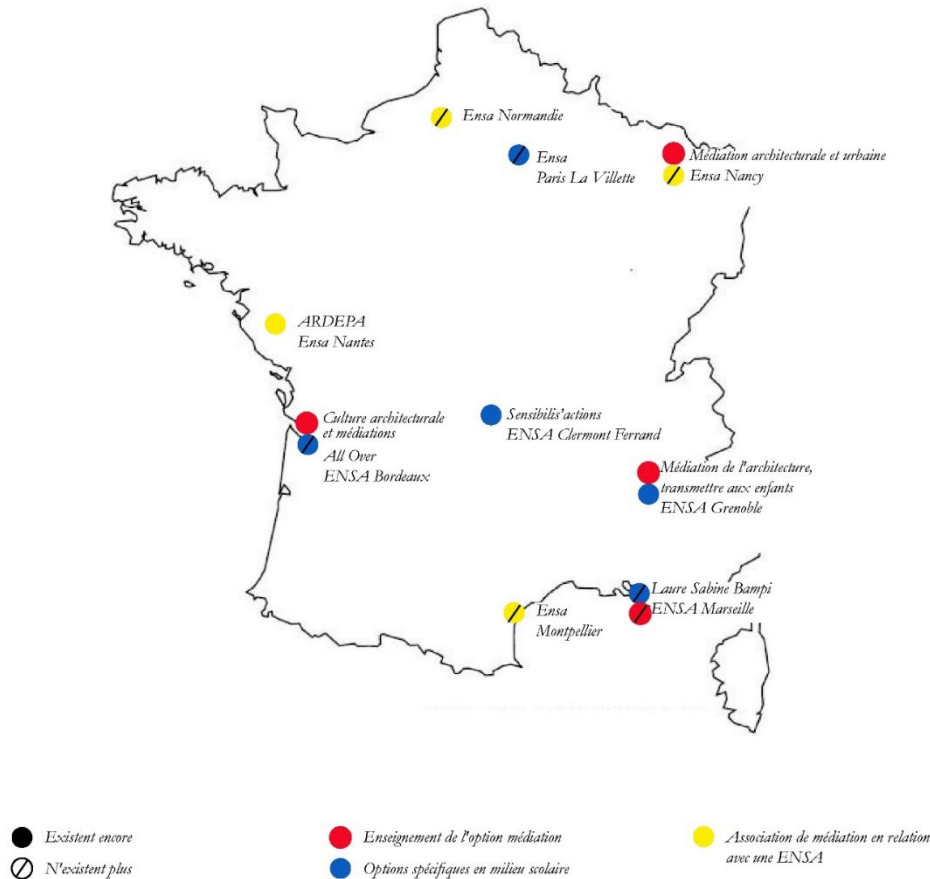 Ensa Normandie
Ensa
Paris La Villette
Médiation architecturale et urbaine
Ensa Nancy
ARDEPA
Ensa Nantes
Culture architecturale
et médiations
All Over
ENSA Bordeaux
Sensibilis'actions
ENSA Clermont Ferrand
Médiation de l'architecture,
transmettre aux enfants
ENSA Grenoble
Laure Sabine Bampi
ENSA Marseille
Ensa
Montpellier
Existent encore
N'existent plus
Enseignement de l'option médiation
Options spécifiques en milieu scolaire
Association de médiation en relation
avec une ENSA